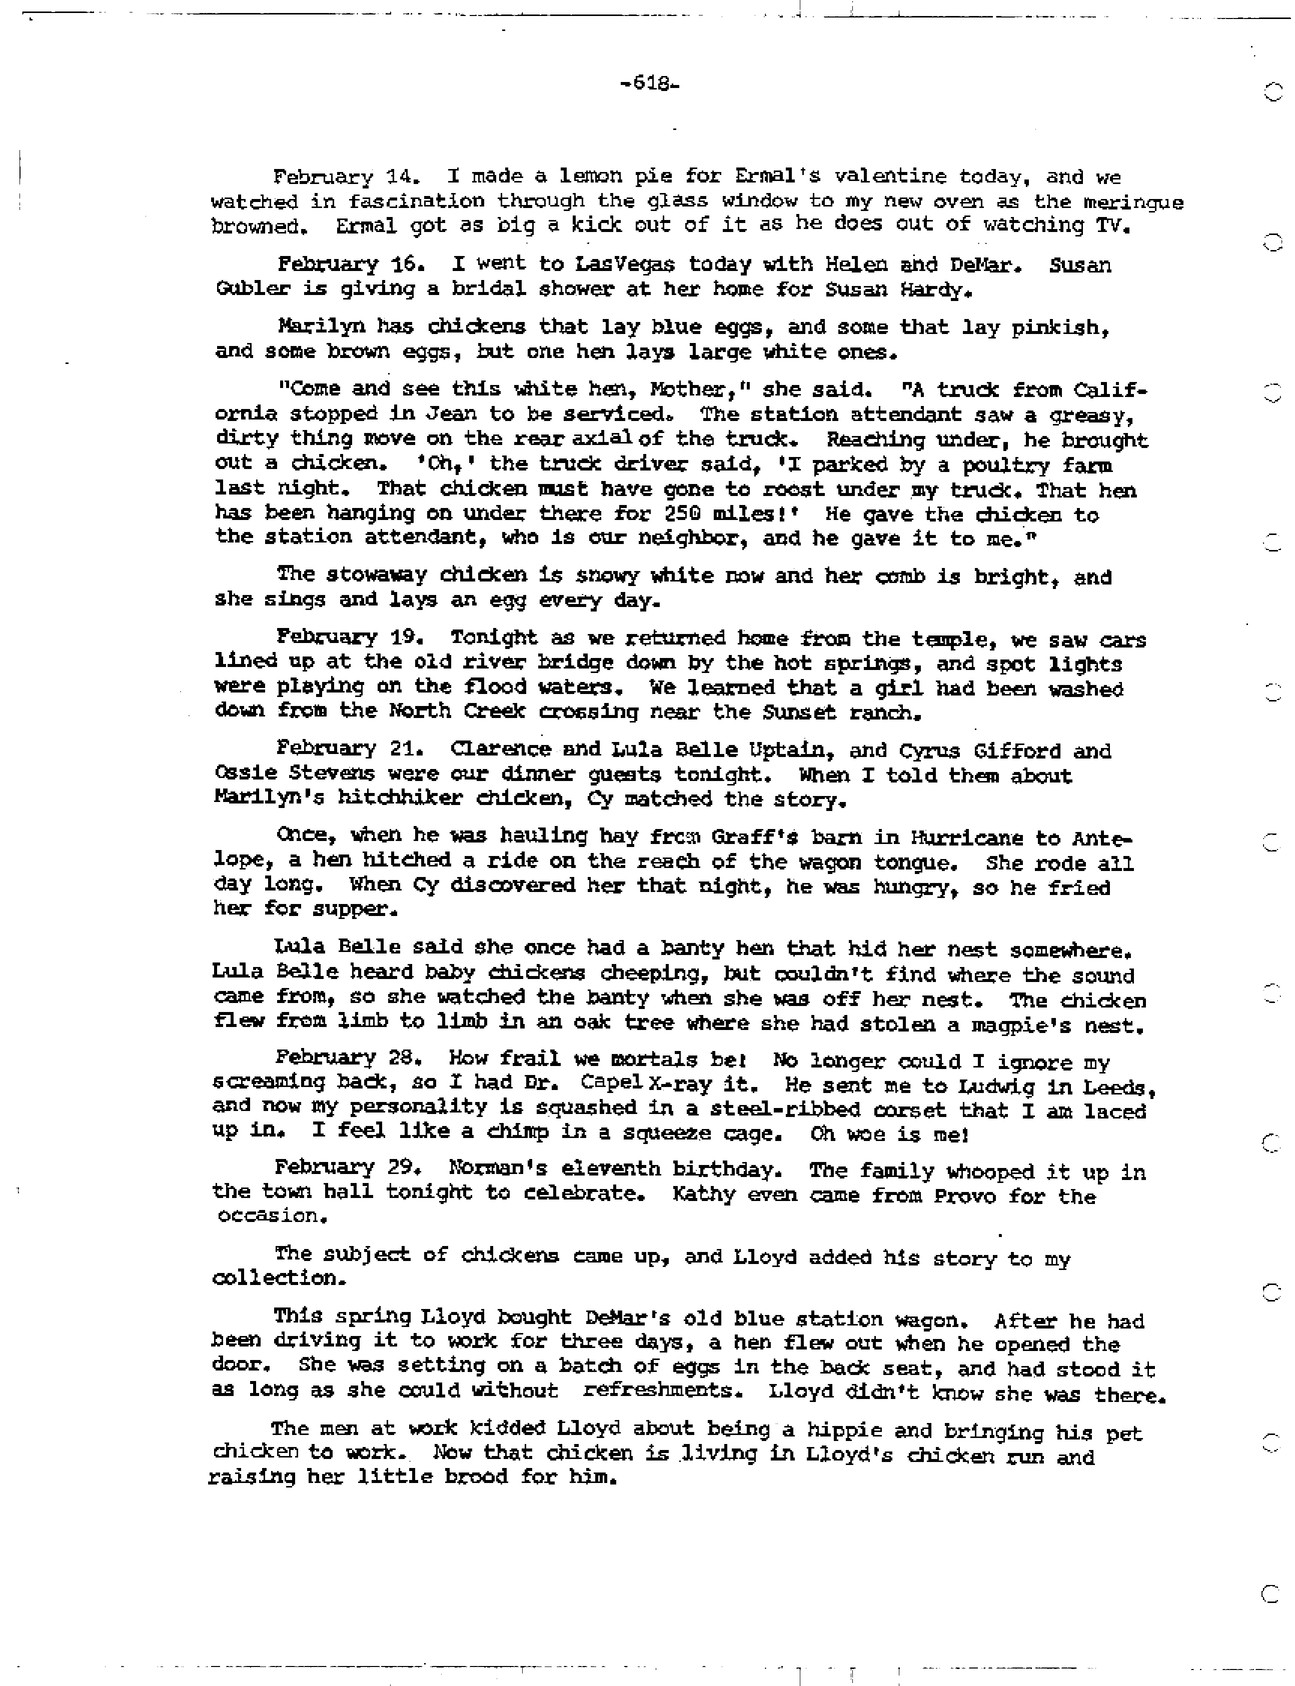 -618-
February 14. I made a lemon pie for Ermal's valentine today, and we
watched in fascination through the glass window to my new oven as the meringue
browned. Ermal got as big a kick out of it as he does out of watching TV.
February 16. I went to LasVegas today with Helen and DeMar. Susan
Gubler is giving a bridal shower at her home for Susan Hardy.
Marilyn has chickens that lay blue eggs, and some that lay pinkish,
and some brown eggs, but one hen lays large white ones.
"Come and see this white hen, Mother," she said. "A truck from Calif-
ornia stopped in Jean to be serviced. The station attendant saw a greasy,
dirty thing move on the rear axial of the truck. Reaching under, he brought
out a chicken. 'Oh,' the truck driver said, 'I parked by a poultry farm
last night. That chicken must have gone to roost under my truck. That hen
has been hanging on under there for 250 miles!' He gave the chicken to
the station attendant, who is our neighbor, and he gave it to me."
The stowaway chicken is snowy white now and her comb is bright, and
she sings and lays an egg every day.
February 19. Tonight as we returned home from the temple, we saw cars
lined up at the old river bridge down by the hot springs, and spot lights
were playing on the flood waters. We learned that a girl had been washed
down from the North Creek crossing near the Sunset ranch.
February 21. Clarence and Lula Belle Uptain, and Cyrus Gifford and
Ossie Stevens were our dinner guests tonight. When I told them about
Marilyn's hitchhiker chicken, Cy matched the story.
Once, when he was hauling hay from Graff's barn in Hurricane to Ante-
lope, a hen hitched a ride on the reach of the wagon tongue. She rode all
day long. When Cy discovered her that night, he was hungry, so he fried
her for supper.
Lula Belle said she once had a banty hen that hid her nest somewhere.
Lula Belle heard baby chickens cheeping, but couldn't find where the sound
came from, so she watched the banty when she was off her nest. The chicken
flew from limb to limb in an oak tree where she had stolen a magpie's nest.
February 28. How frail we mortals be! No longer could I ignore my
screaming back, so I had Dr. Capel X-ray it. He sent me to Ludwig in Leeds,
and now my personality is squashed in a steel-ribbed corset that I am laced
up in. I feel like a chimp in a squeeze cage. Oh woe is me!
February 29. Norman's eleventh birthday. The family whooped it up in
the town hall tonight to celebrate. Kathy even came from Provo for the
occasion.
The subject of chickens came up, and Lloyd added his story to my
collection.
This spring Lloyd bought DeMar's old blue station wagon. After he had
been driving it to work for three days, a hen flew out when he opened the
door. She was setting on a batch of eggs in the back seat, and had stood it
as long as she could without refreshments. Lloyd didn't know she was there.
The men at work kidded Lloyd about being a hippie and bringing his pet
chicken to work. Now that chicken is living in Lloyd's chicken run and
raising her little brood for him.